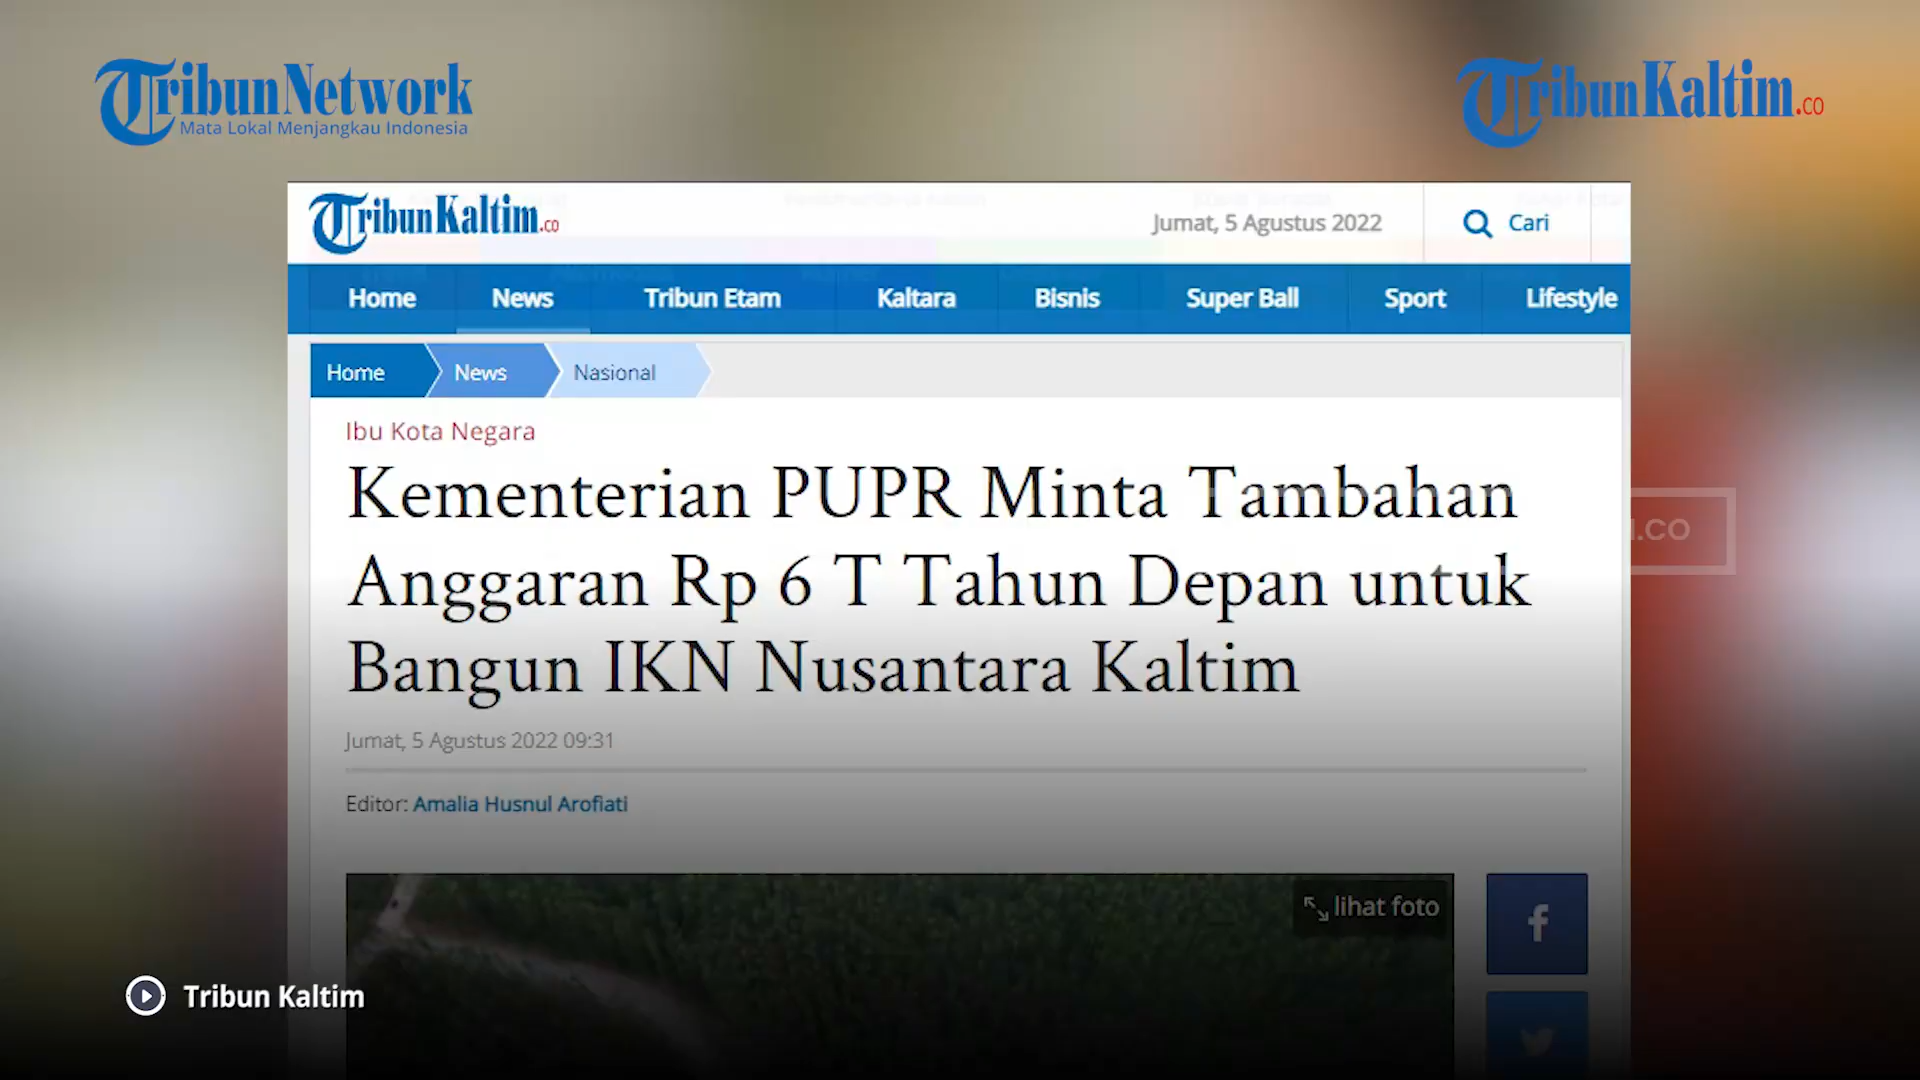 TribunNetwork
Mata Lokal Menjangkau Indonesia
TribunKaltim.co
TribunKaltim.co
Jumat, 5 Agustus 2022
Cari
Home
News
Tribun Etam
Kaltara
Bisnis
Super Ball
Sport
Lifestyle
Home
News
Nasional
Ibu Kota Negara
Kementerian PUPR Minta Tambahan
Anggaran Rp 6 T Tahun Depan untuk
Bangun IKN Nusantara Kaltim
Jumat, 5 Agustus 2022 09:31
Editor: Amalia Husnul Arofiati
lihat foto
f
Tribun Kaltim
.co